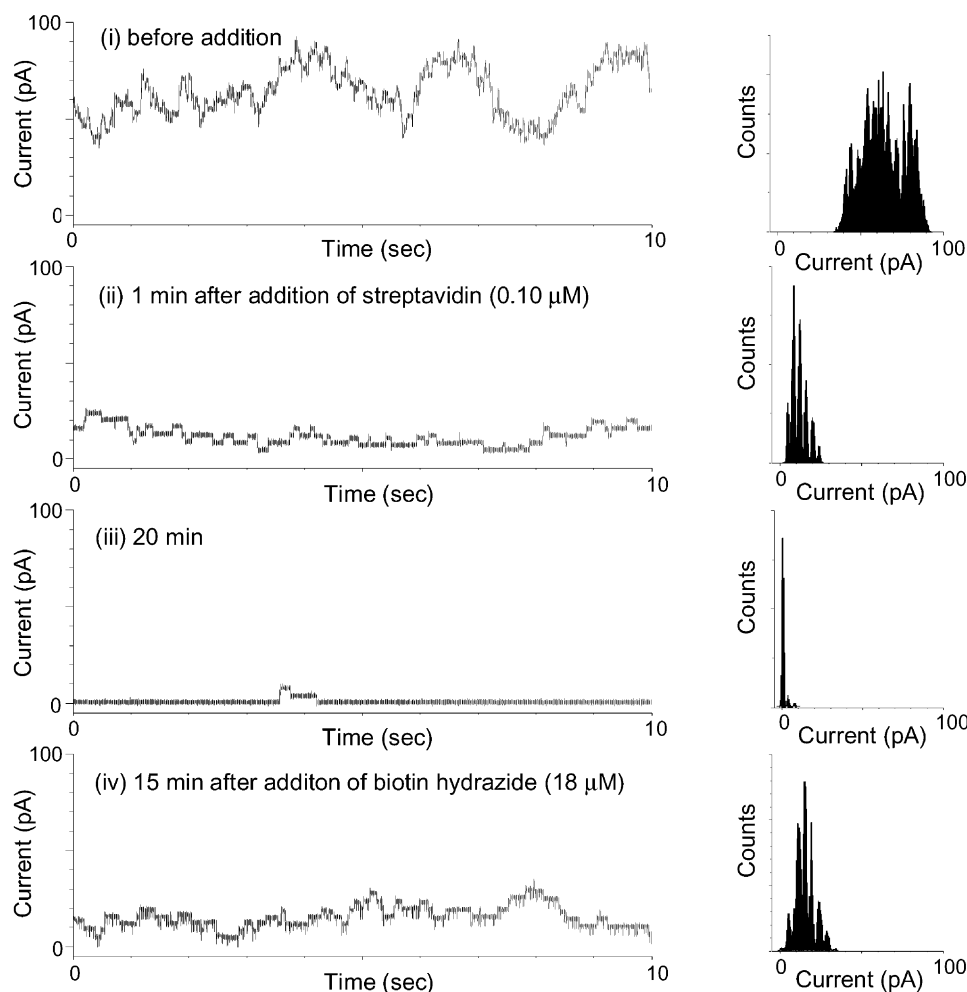 100
(i) before addition
Current (pA)
0
0
Time (sec)
10
Counts
0
100
Current (pA)
100
(ii) 1 min after addition of streptavidin (0.10 μM)
Current (pA)
0
0
Time (sec)
10
Counts
0
100
Current (pA)
100
(iii) 20 min
Current (pA)
0
0
Time (sec)
10
Counts
0
100
Current (pA)
100
(iv) 15 min after additon of biotin hydrazide (18 μM)
Current (pA)
0
0
Time (sec)
10
Counts
0
100
Current (pA)